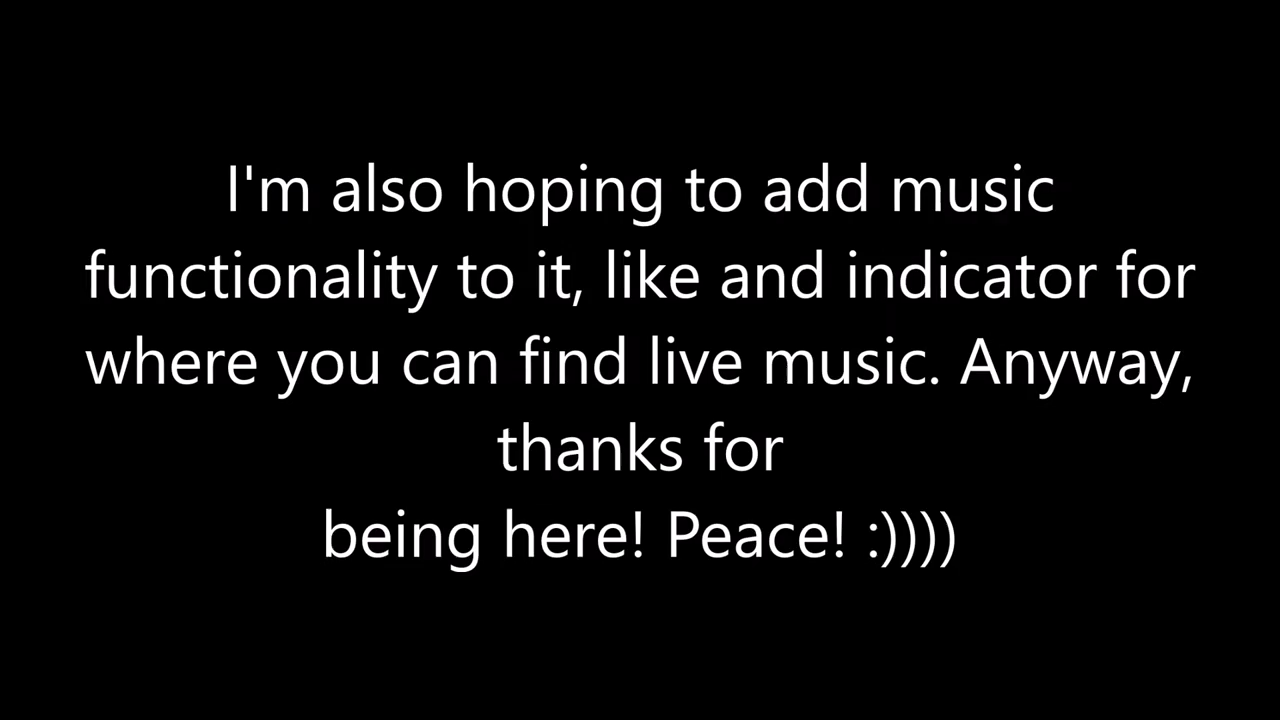 I'm also hoping to add music
functionality to it, like and indicator for
where you can find live music. Anyway,
thanks for
being here! Peace! :))))